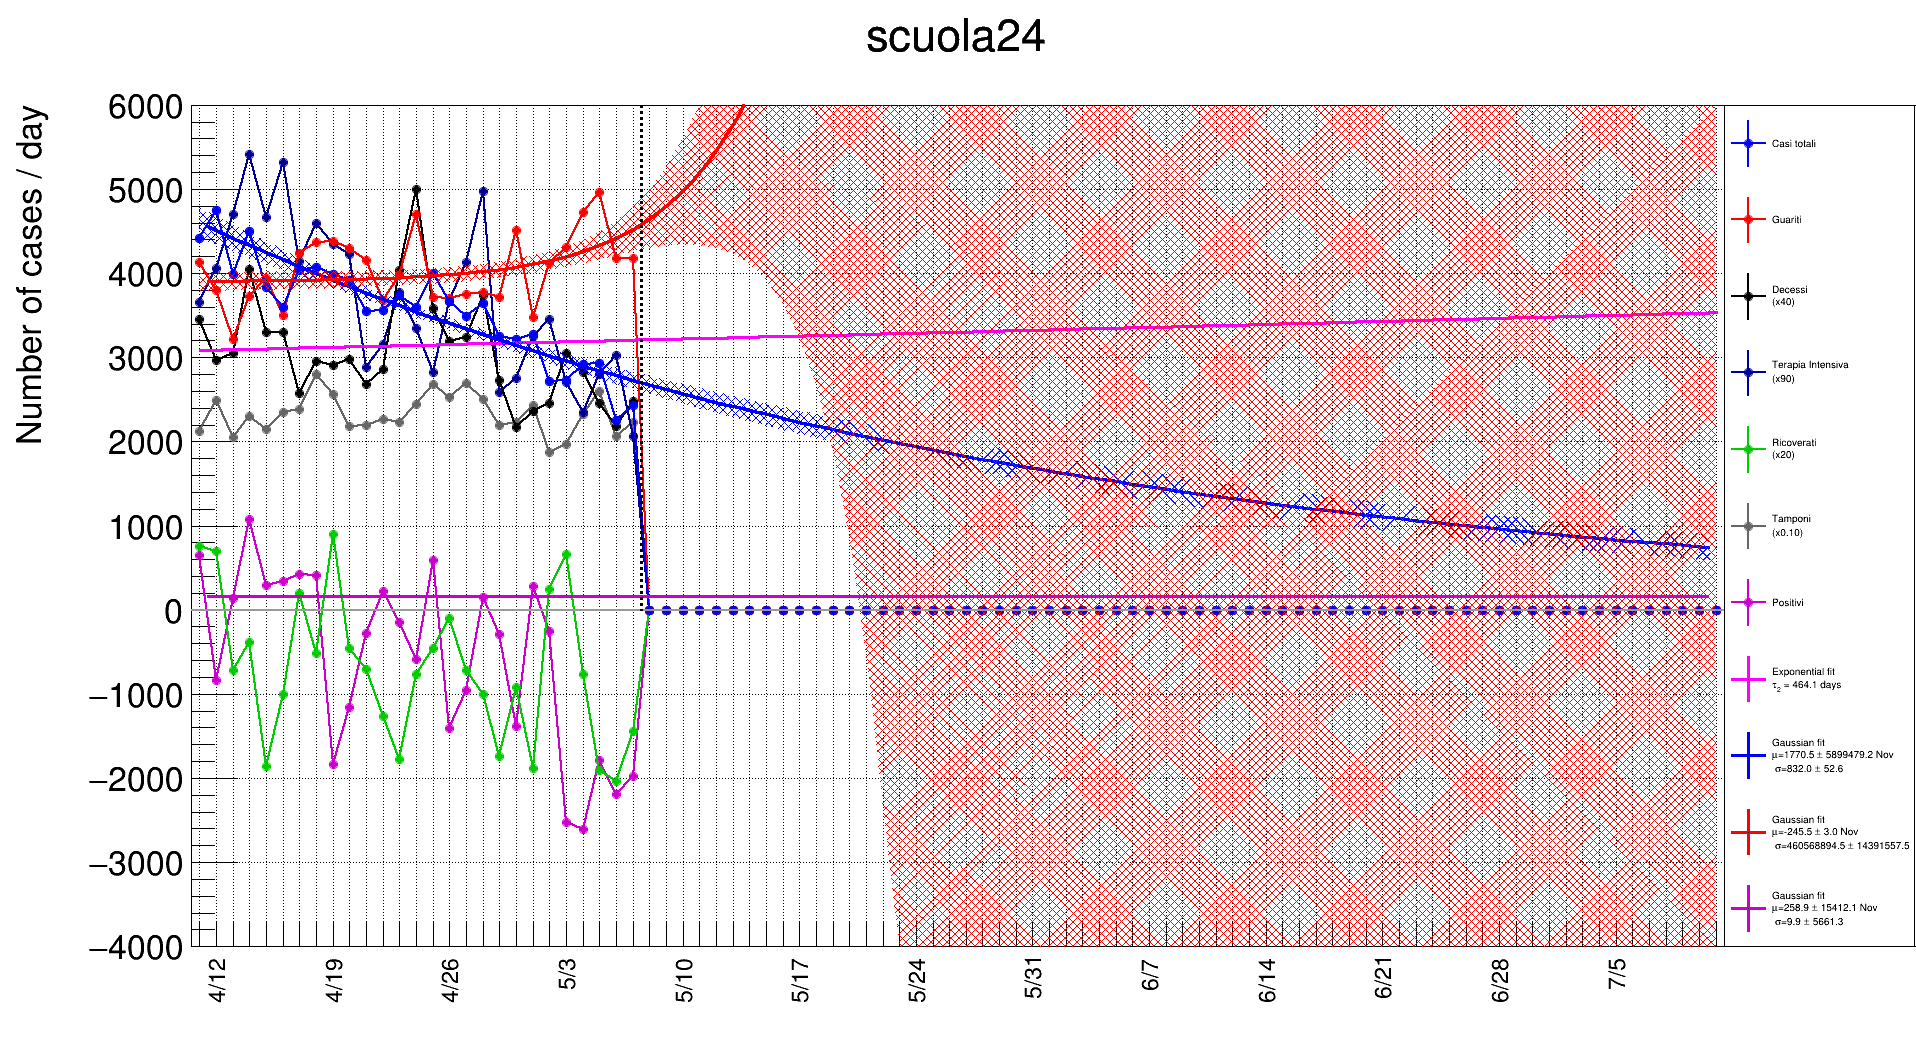 scuola24
Number of cases / day
6000
5000
4000
3000
2000
1000
0
−1000
−2000
−3000
−4000
4/12
4/19
4/26
5/3
5/10
5/17
5/24
5/31
6/7
6/14
6/21
6/28
7/5
Casi totali
Guariti
Decessi
(x40)
Terapia Intensiva
(x90)
Ricoverati
(x20)
Tamponi
(x0.10)
Positivi
Exponential fit
τ2 = 464.1 days
Gaussian fit
μ=1770.5 ± 5899479.2 Nov
σ=832.0 ± 52.6
Gaussian fit
μ=-245.5 ± 3.0 Nov
σ=460568894.5 ± 14391557.5
Gaussian fit
μ=258.9 ± 15412.1 Nov
σ=9.9 ± 5661.3